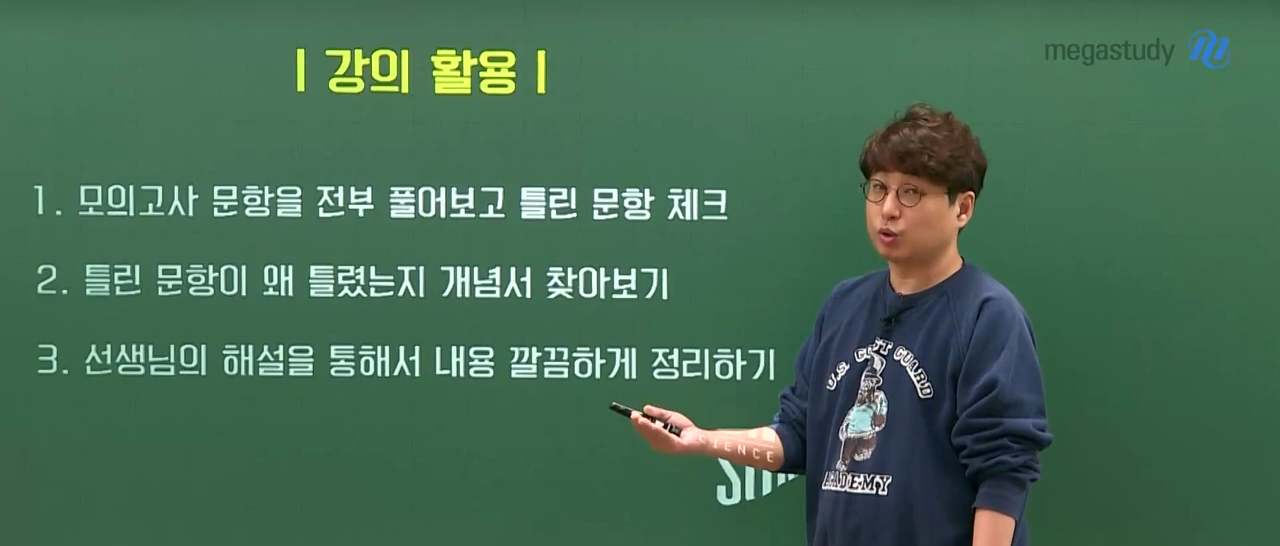 | 강의 활용 |
megastudy
1. 모의고사 문항을 전부 풀어보고 틀린 문항 체크
2. 틀린 문항이 왜 틀렸는지 개념서 찾아보기
3. 선생님의 해설을 통해서 내용 깔끔하게 정리하기
U.S. COAST GUARD
ACADEMY